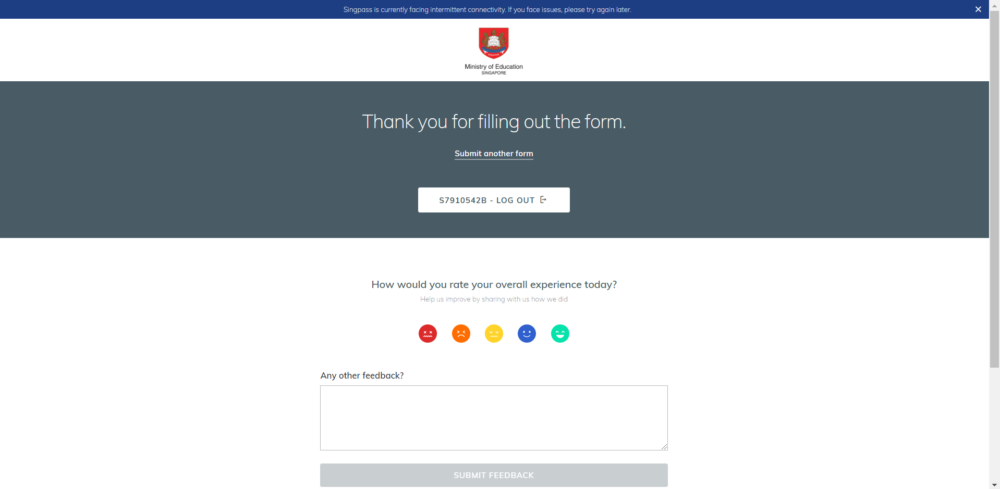 Singpass is currently facing intermittent connectivity. If you face issues, please try again later.
SINGAPORE
Ministry of Education
SINGAPORE
Thank you for filling out the form.
Submit another form
S7910542B - LOG OUT
How would you rate your overall experience today?
Help us improve by sharing with us how we did
Any other feedback?
SUBMIT FEEDBACK